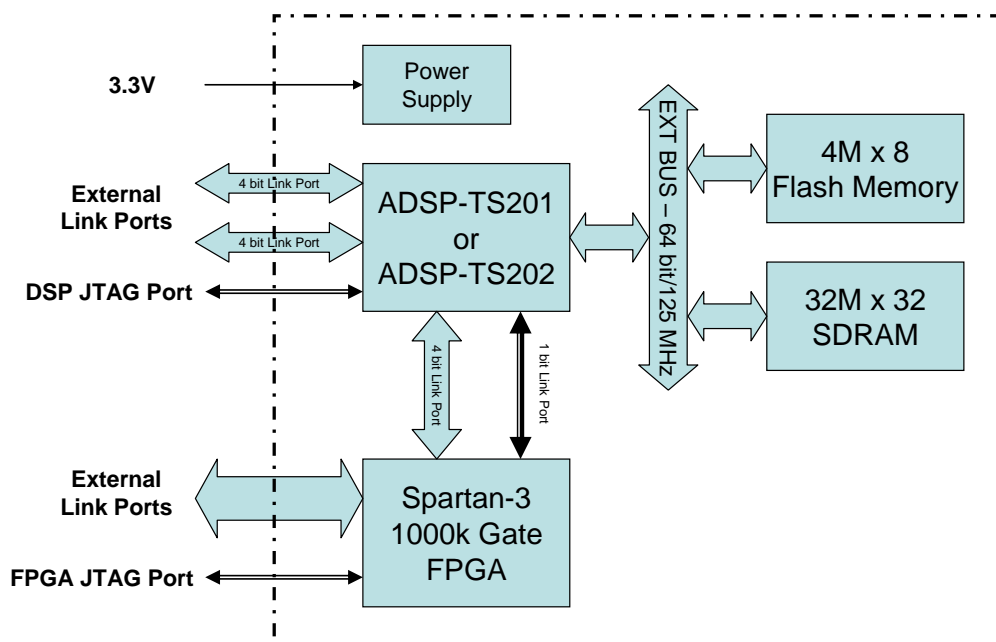 3.3V
Power
Supply
External
Link Ports
4 bit Link Port
4 bit Link Port
DSP JTAG Port
ADSP-TS201
or
ADSP-TS202
EXT BUS – 64 bit/125 MHz
4M x 8
Flash Memory
32M x 32
SDRAM
4 bit Link Port
1 bit Link Port
External
Link Ports
FPGA JTAG Port
Spartan-3
1000k Gate
FPGA